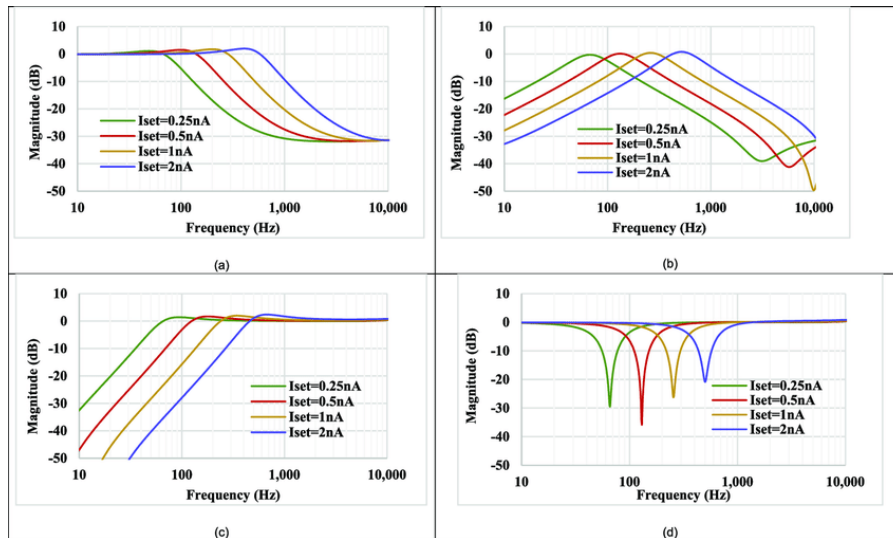 10
0
-10
-20
-30
-40
-50
Magnitude (dB)
Iset=0.25nA
Iset=0.5nA
Iset=1nA
Iset=2nA
10
100
1,000
10,000
Frequency (Hz)
(a)
10
0
-10
-20
-30
-40
-50
Magnitude (dB)
Iset=0.25nA
Iset=0.5nA
Iset=1nA
Iset=2nA
10
100
1,000
10,000
Frequency (Hz)
(b)
10
0
-10
-20
-30
-40
-50
Magnitude (dB)
Iset=0.25nA
Iset=0.5nA
Iset=1nA
Iset=2nA
10
100
1,000
10,000
Frequency (Hz)
(c)
10
0
-10
-20
-30
-40
-50
Magnitude (dB)
Iset=0.25nA
Iset=0.5nA
Iset=1nA
Iset=2nA
10
100
1,000
10,000
Frequency (Hz)
(d)